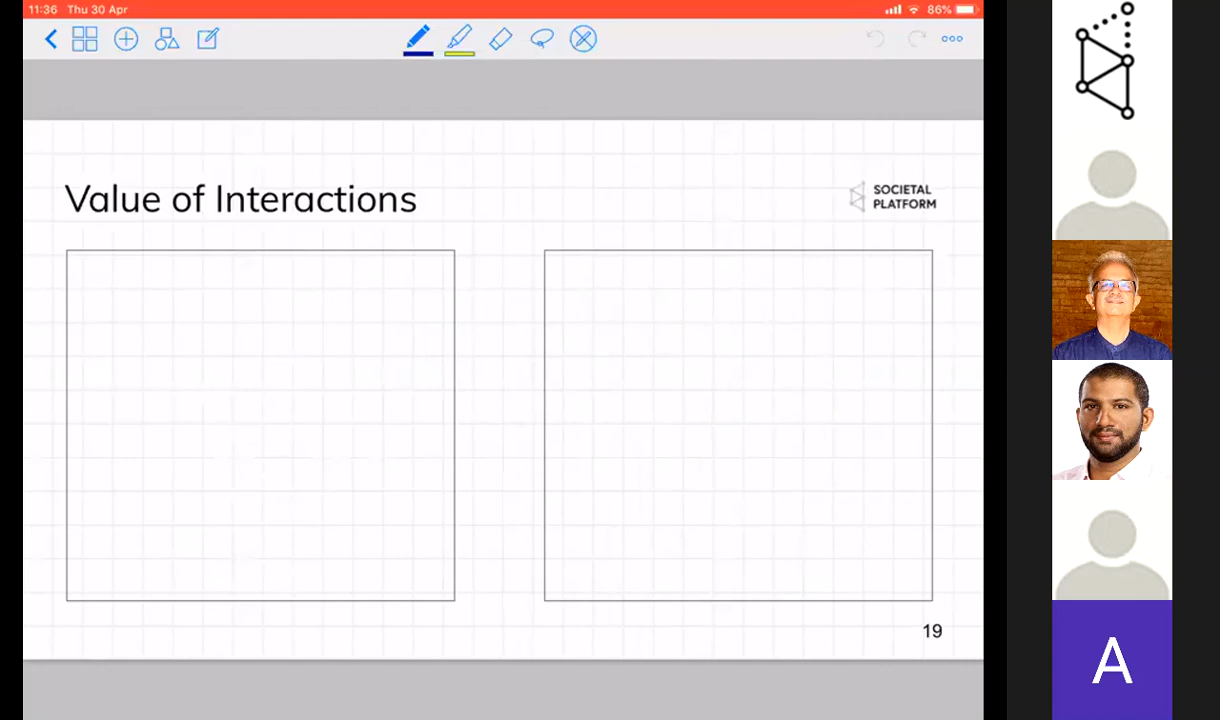 11:36 Thu 30 Apr 86%
Value of Interactions
SOCIETAL
PLATFORM
19
A